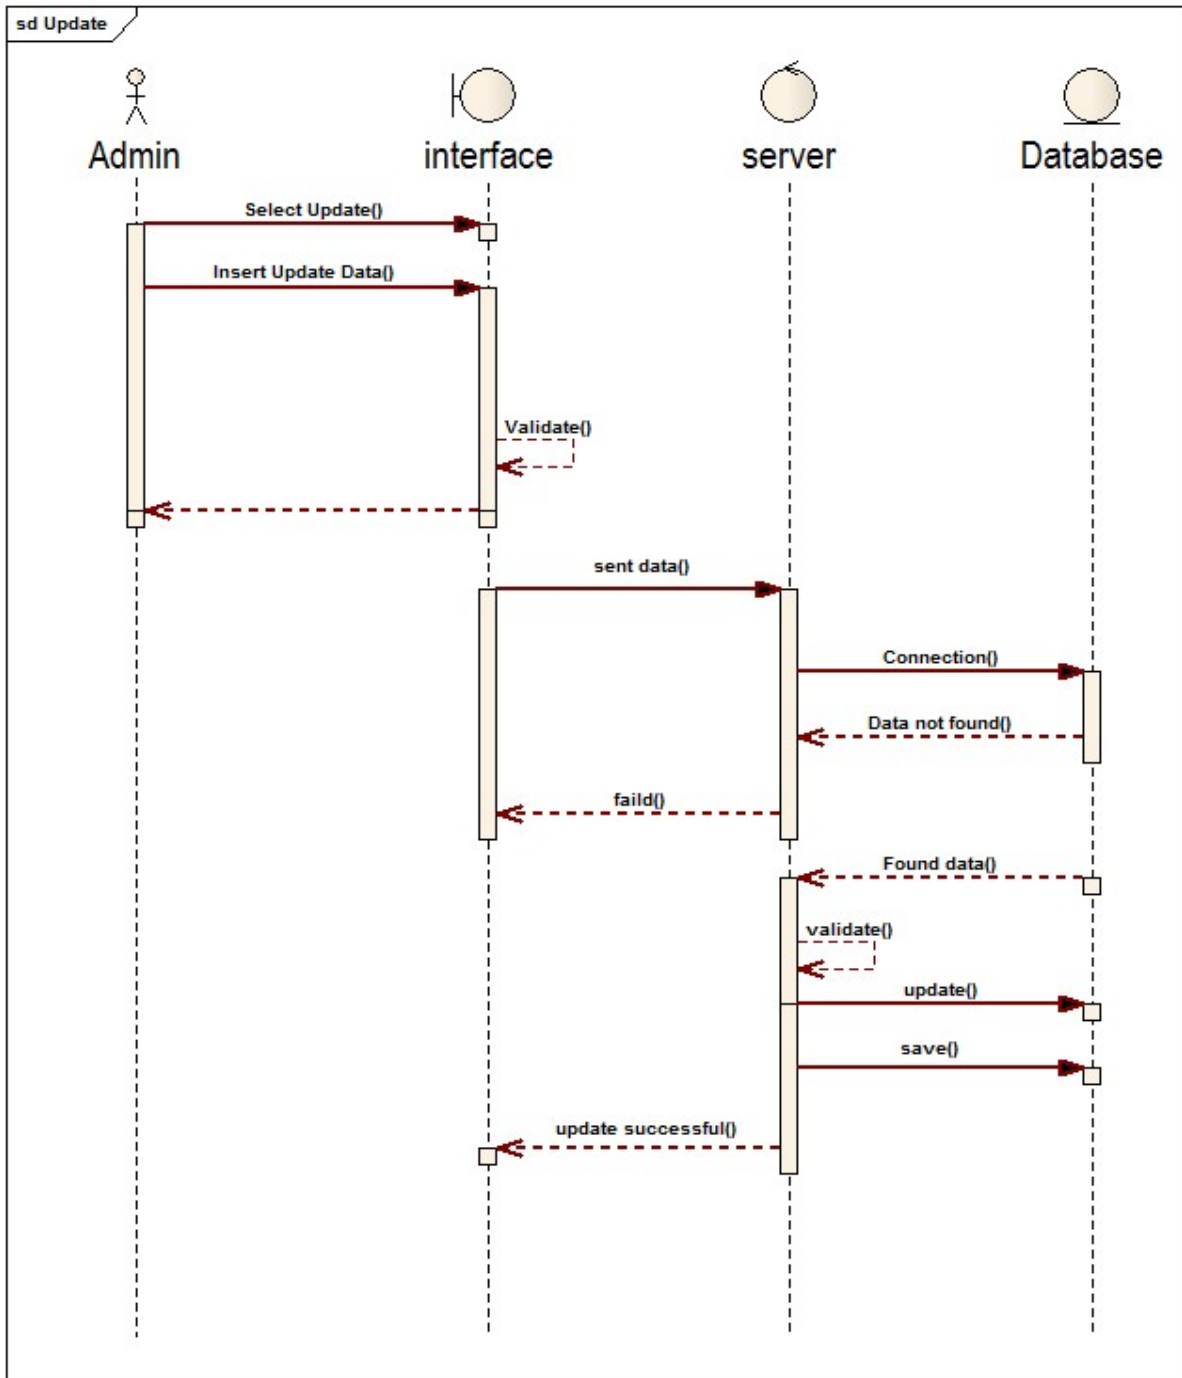 sd Update
Admin
interface
server
Database
Select Update()
Insert Update Data()
Validate()
sent data()
Connection()
Data not found()
faild()
Found data()
validate()
update()
save()
update successful()